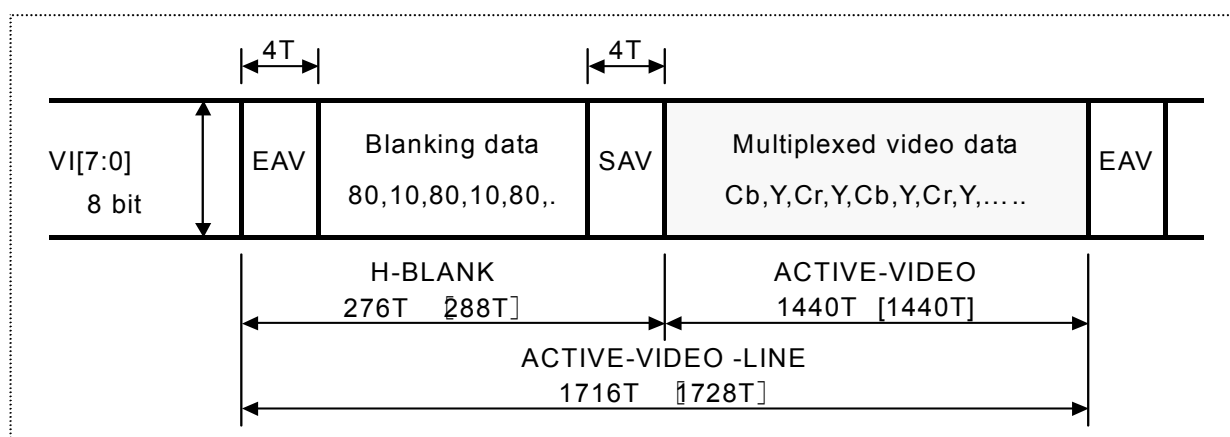 4T 4T
VI[7:0] EAV Blanking data SAV Multiplexed video data EAV
8 bit 80,10,80,10,80,. Cb,Y,Cr,Y,Cb,Y,Cr,Y,.....
H-BLANK ACTIVE-VIDEO
276T [288T] 1440T [1440T]
ACTIVE-VIDEO -LINE
1716T [1728T]